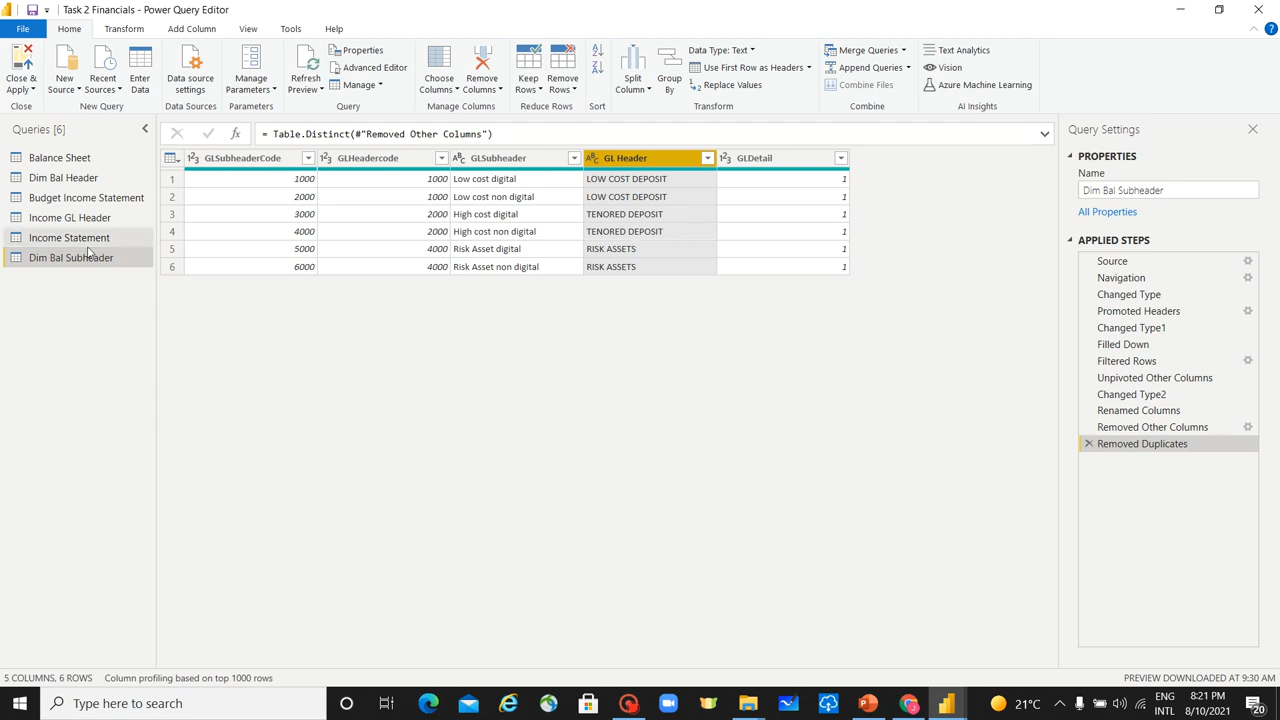 Task 2 Financials - Power Query Editor
File Home Transform Add Column View Tools Help
Close & Apply
New Source
Recent Sources
Enter Data
Data source settings
Manage Parameters
Refresh Preview
Properties
Advanced Editor
Manage
Choose Columns
Remove Columns
Keep Rows
Remove Rows
Split Column
Group By
Data Type: Text
Use First Row as Headers
Replace Values
Merge Queries
Append Queries
Combine Files
Text Analytics
Vision
Azure Machine Learning
Close New Query Data Sources Parameters Query Manage Columns Reduce Rows Sort Transform Combine AI Insights
Queries [6]
Balance Sheet
Dim Bal Header
Budget Income Statement
Income GL Header
Income Statement
Dim Bal Subheader
= Table.Distinct(#"Removed Other Columns")
GLSubheaderCode GLHeadercode GLSubheader GL Header GLDetail
1 1000 1000 Low cost digital LOW COST DEPOSIT 1
2 2000 1000 Low cost non digital LOW COST DEPOSIT 1
3 3000 2000 High cost digital TENORED DEPOSIT 1
4 4000 2000 High cost non digital TENORED DEPOSIT 1
5 5000 4000 Risk Asset digital RISK ASSETS 1
6 6000 4000 Risk Asset non digital RISK ASSETS 1
Query Settings
PROPERTIES
Name
Dim Bal Subheader
All Properties
APPLIED STEPS
Source
Navigation
Changed Type
Promoted Headers
Changed Type1
Filled Down
Filtered Rows
Unpivoted Other Columns
Changed Type2
Renamed Columns
Removed Other Columns
Removed Duplicates
5 COLUMNS, 6 ROWS Column profiling based on top 1000 rows PREVIEW DOWNLOADED AT 9:30 AM
Type here to search
21°C
ENG
INTL
8:21 PM
8/10/2021
20